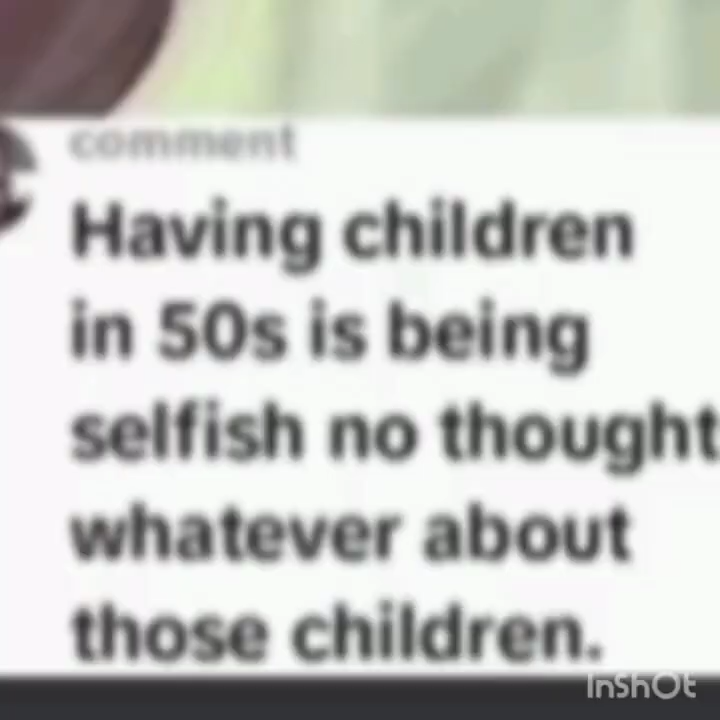 comment
Having children
in 50s is being
selfish no thought
whatever about
those children.
InShOt